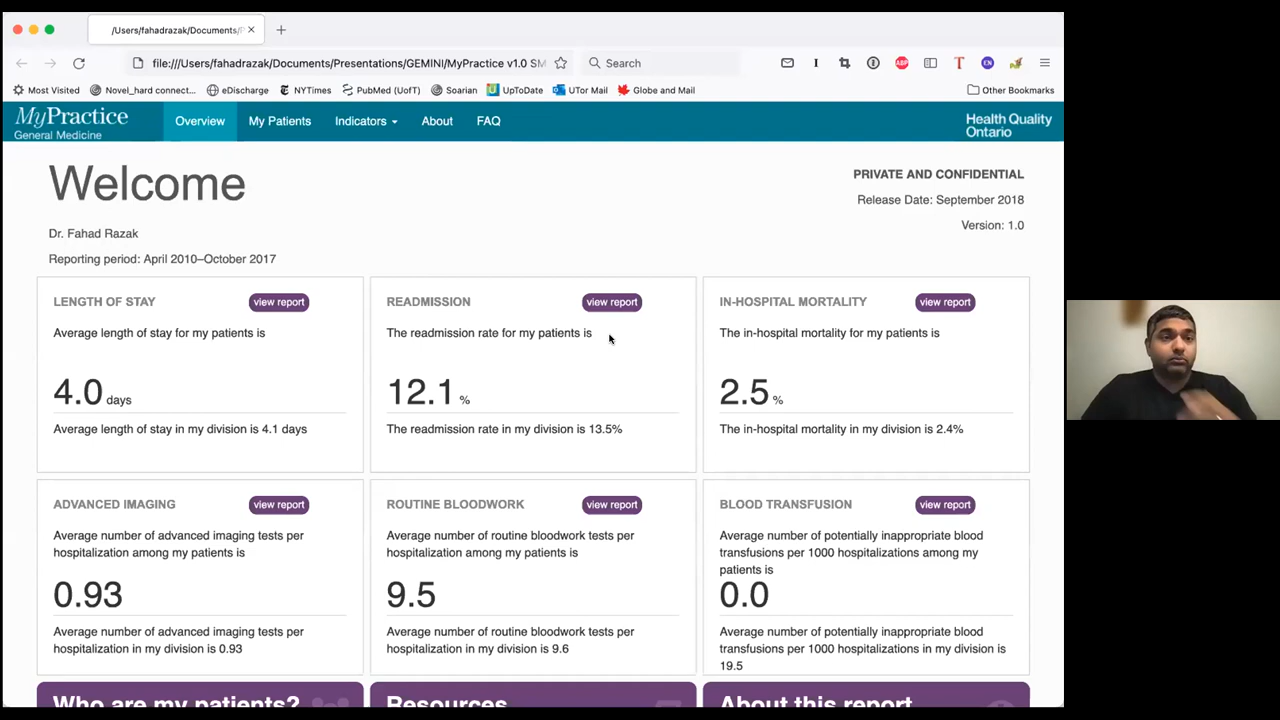 /Users/fahadrazak/Documents/P
file:///Users/fahadrazak/Documents/Presentations/GEMINI/MyPractice v1.0 SM
Search
Most Visited
Novel_hard connect...
eDischarge
NYTimes
PubMed (UofT)
Soarian
UpToDate
UTor Mail
Globe and Mail
Other Bookmarks
MyPractice
General Medicine
Overview
My Patients
Indicators
About
FAQ
Health Quality
Ontario
Welcome
PRIVATE AND CONFIDENTIAL
Release Date: September 2018
Version: 1.0
Dr. Fahad Razak
Reporting period: April 2010–October 2017
LENGTH OF STAY
view report
Average length of stay for my patients is
4.0 days
Average length of stay in my division is 4.1 days
READMISSION
view report
The readmission rate for my patients is
12.1 %
The readmission rate in my division is 13.5%
IN-HOSPITAL MORTALITY
view report
The in-hospital mortality for my patients is
2.5 %
The in-hospital mortality in my division is 2.4%
ADVANCED IMAGING
view report
Average number of advanced imaging tests per
hospitalization among my patients is
0.93
Average number of advanced imaging tests per
hospitalization in my division is 0.93
ROUTINE BLOODWORK
view report
Average number of routine bloodwork tests per
hospitalization among my patients is
9.5
Average number of routine bloodwork tests per
hospitalization in my division is 9.6
BLOOD TRANSFUSION
view report
Average number of potentially inappropriate blood
transfusions per 1000 hospitalizations among my
patients is
0.0
Average number of potentially inappropriate blood
transfusions per 1000 hospitalizations in my division is
19.5
Who are my patients?
Resources
About this report